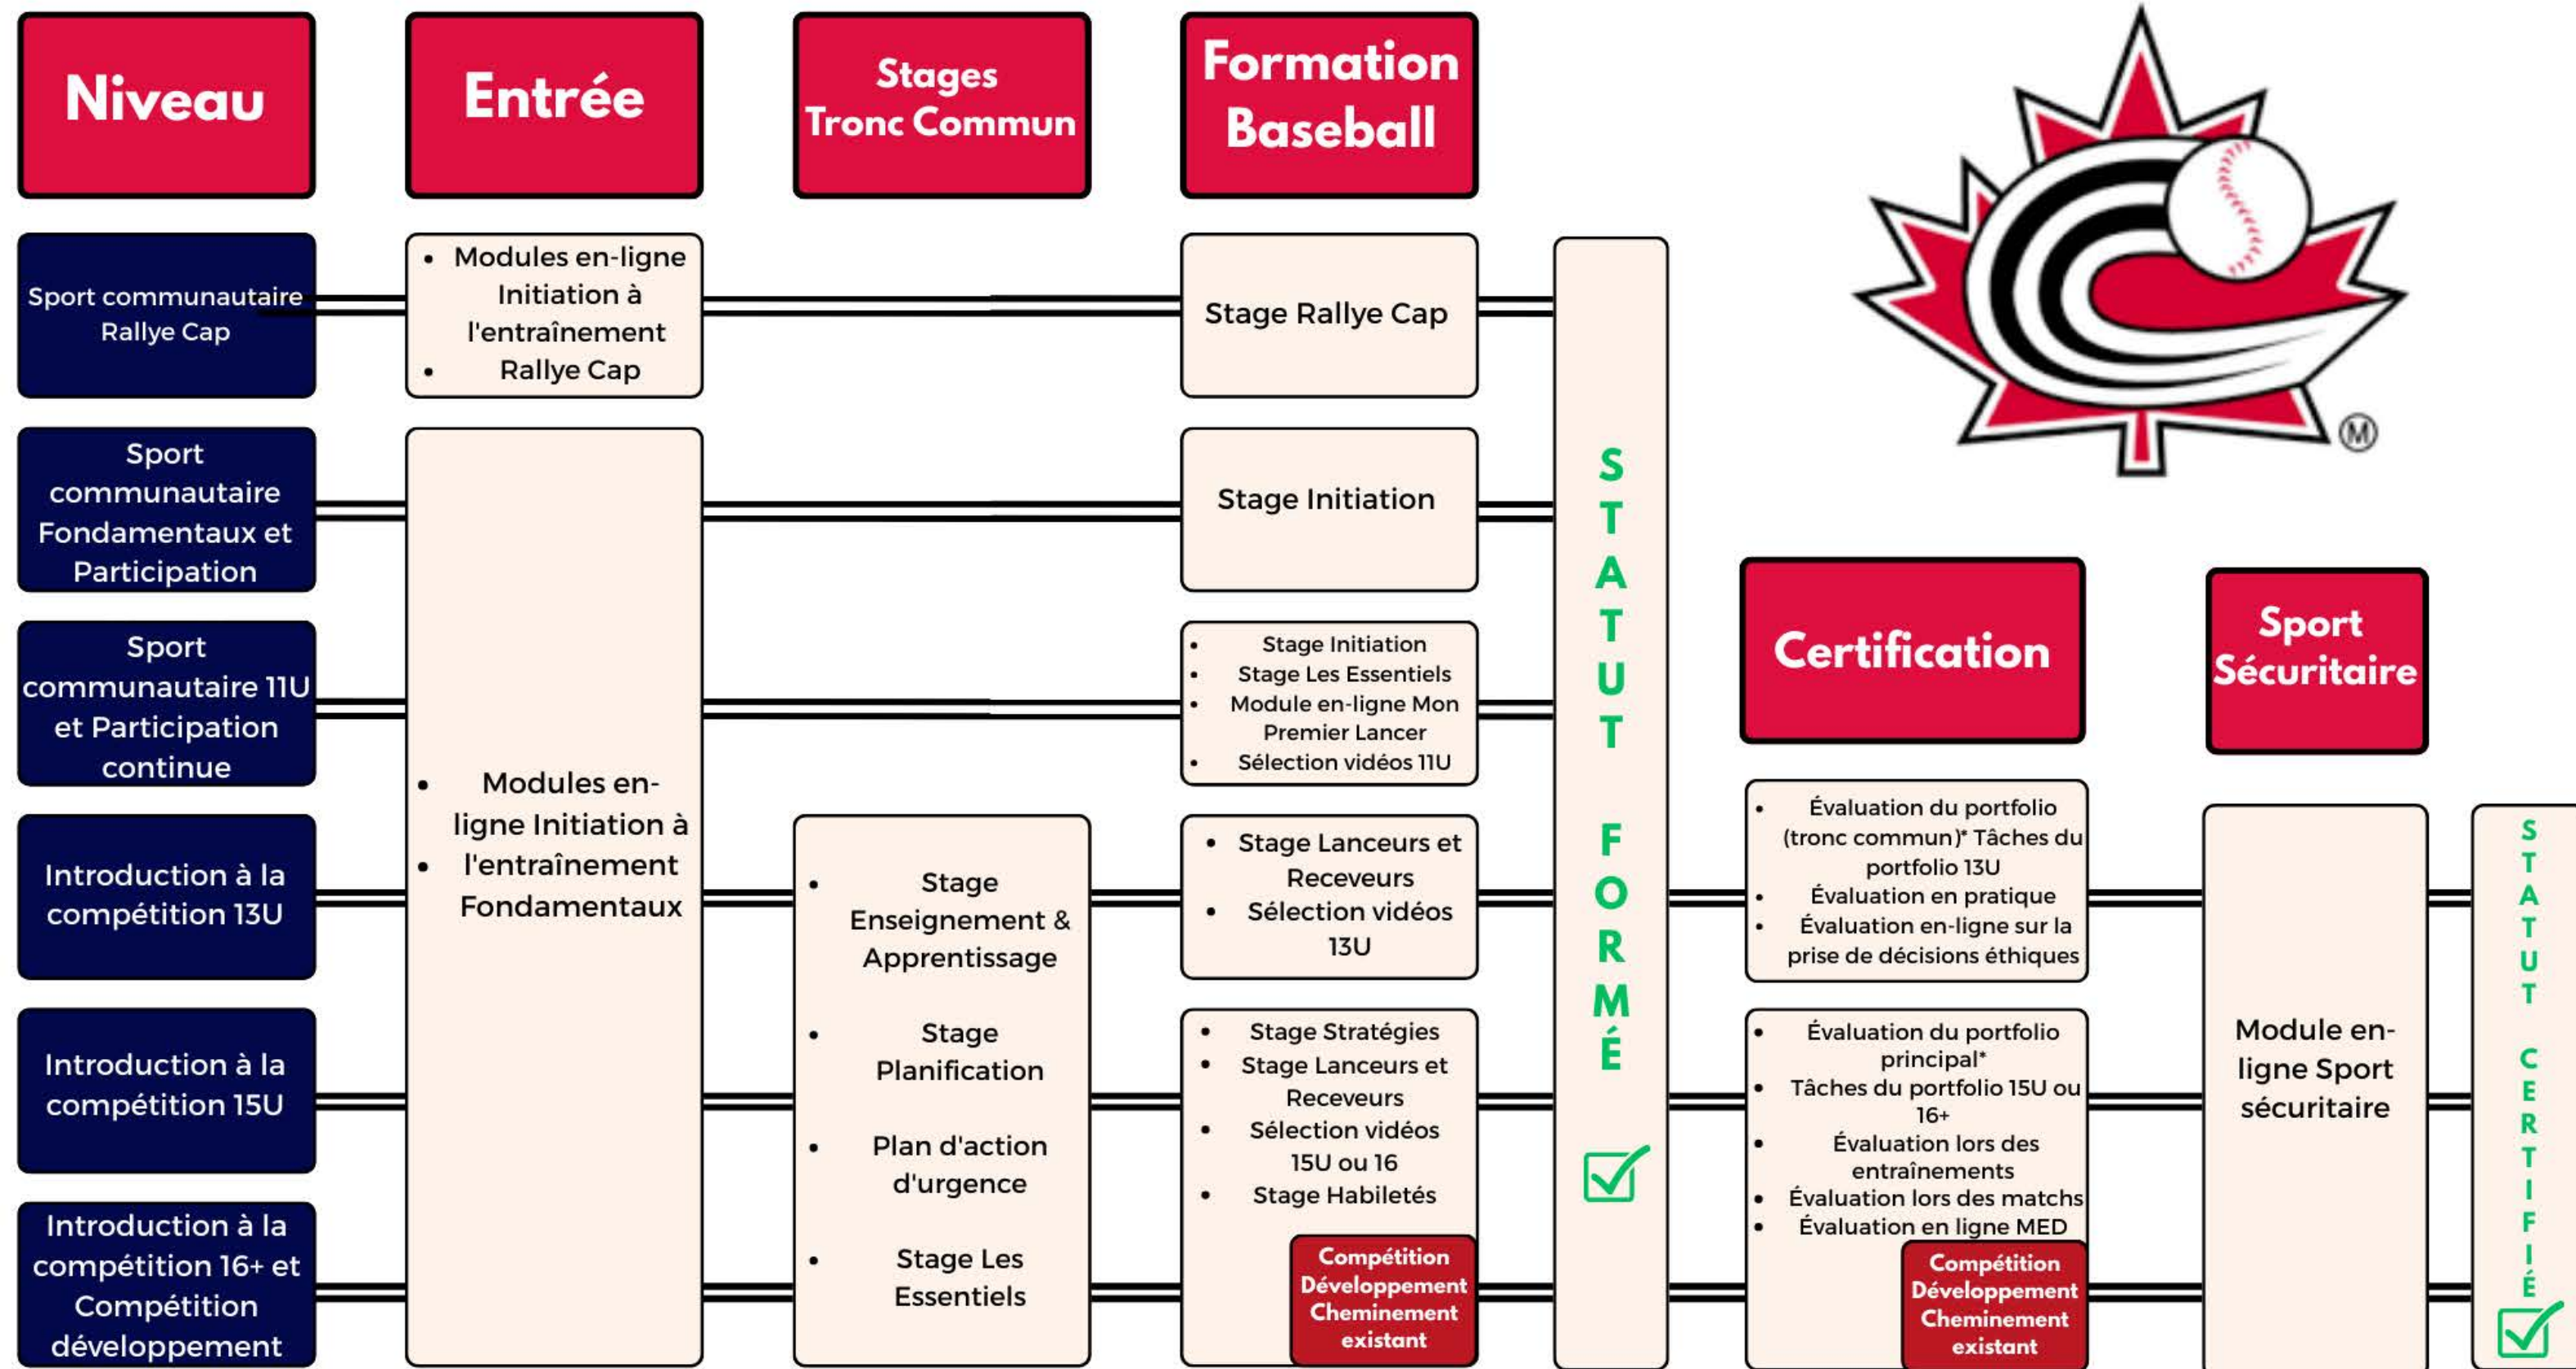 Niveau
Entrée
Stages
Tronc Commun
Formation
Baseball
Sport communautaire
Rallye Cap
• Modules en-ligne
Initiation à
l'entraînement
• Rallye Cap
Stage Rallye Cap
Sport
communautaire
Fondamentaux et
Participation
Stage Initiation
Sport
communautaire 11U
et Participation
continue
• Stage Initiation
• Stage Les Essentiels
• Module en-ligne Mon
Premier Lancer
• Sélection vidéos 11U
• Modules en-
ligne Initiation à
• l'entraînement
Fondamentaux
Introduction à la
compétition 13U
• Stage
Enseignement &
Apprentissage
• Stage
Planification
• Plan d'action
d'urgence
• Stage Les
Essentiels
• Stage Lanceurs et
Receveurs
• Sélection vidéos
13U
Introduction à la
compétition 15U
• Stage Stratégies
• Stage Lanceurs et
Receveurs
• Sélection vidéos
15U ou 16
• Stage Habiletés
Compétition
Développement
Cheminement
existant
Introduction à la
compétition 16+ et
Compétition
développement
STATUT FORMÉ
Certification
Sport
Sécuritaire
• Évaluation du portfolio
(tronc commun)* Tâches du
portfolio 13U
• Évaluation en pratique
• Évaluation en-ligne sur la
prise de décisions éthiques
• Évaluation du portfolio
principal*
• Tâches du portfolio 15U ou
16+
• Évaluation lors des
entraînements
• Évaluation lors des matchs
• Évaluation en ligne MED
Compétition
Développement
Cheminement
existant
Module en-
ligne Sport
sécuritaire
STATUT CERTIFIÉ
Ⓜ